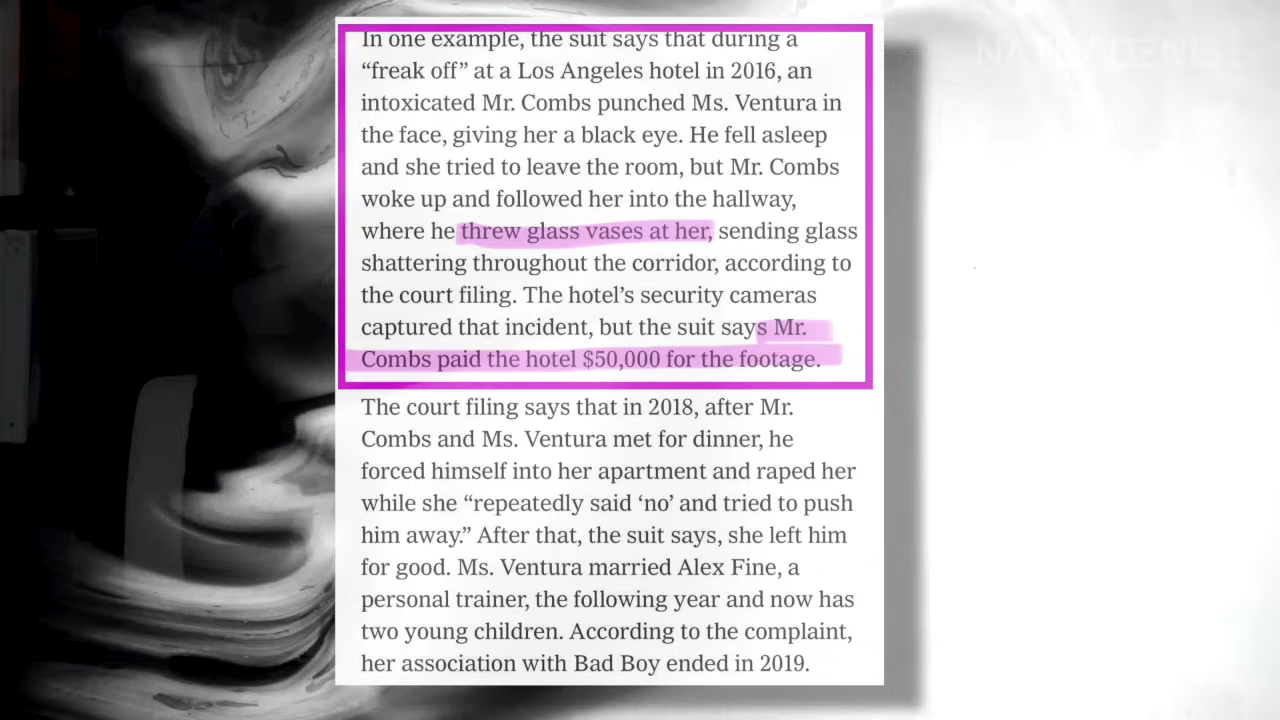 In one example, the suit says that during a
“freak off” at a Los Angeles hotel in 2016, an
intoxicated Mr. Combs punched Ms. Ventura in
the face, giving her a black eye. He fell asleep
and she tried to leave the room, but Mr. Combs
woke up and followed her into the hallway,
where he threw glass vases at her, sending glass
shattering throughout the corridor, according to
the court filing. The hotel’s security cameras
captured that incident, but the suit says Mr.
Combs paid the hotel $50,000 for the footage.
The court filing says that in 2018, after Mr.
Combs and Ms. Ventura met for dinner, he
forced himself into her apartment and raped her
while she “repeatedly said ‘no’ and tried to push
him away.” After that, the suit says, she left him
for good. Ms. Ventura married Alex Fine, a
personal trainer, the following year and now has
two young children. According to the complaint,
her association with Bad Boy ended in 2019.